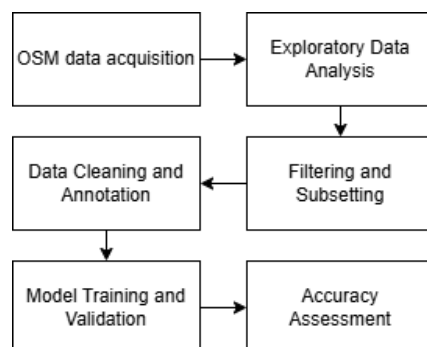 OSM data acquisition
Exploratory Data
Analysis
Filtering and
Subsetting
Data Cleaning and
Annotation
Model Training and
Validation
Accuracy
Assessment